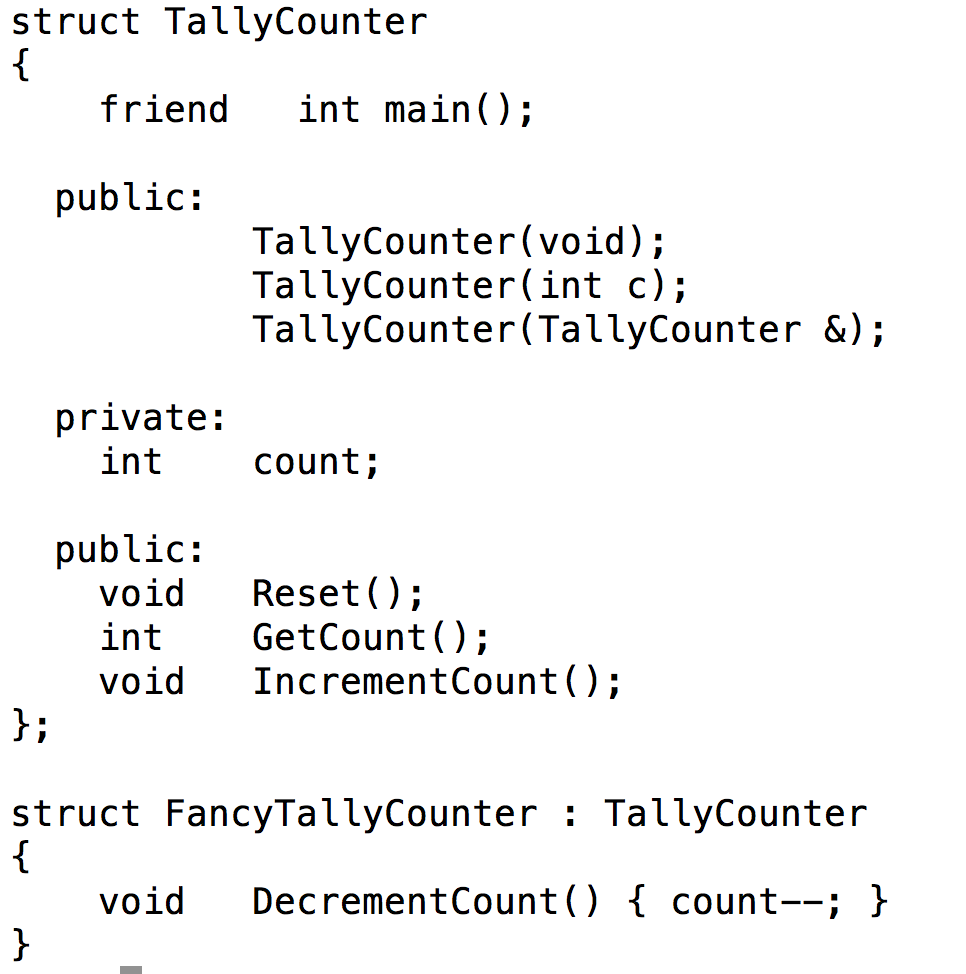 struct TallyCounter
{
    friend   int main();

  public:
           TallyCounter(void);
           TallyCounter(int c);
           TallyCounter(TallyCounter &);

  private:
    int    count;

  public:
    void   Reset();
    int    GetCount();
    void   IncrementCount();
};

struct FancyTallyCounter : TallyCounter
{
    void   DecrementCount() { count--; }
}